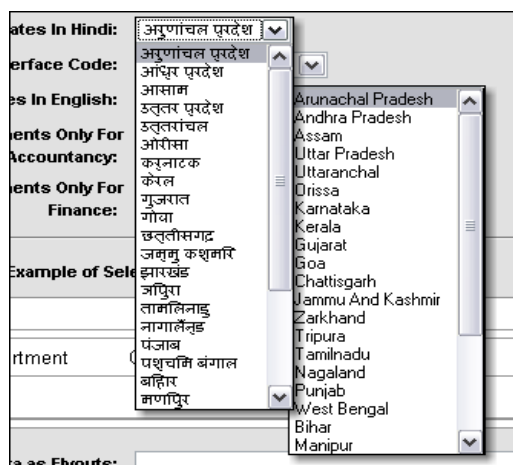 ates In Hindi:
अरुणांचल प्रदेश
erface Code:
es In English:
ents Only For
Accountancy:
ents Only For
Finance:
Example of Sele
rtment
अरुणांचल प्रदेश
आंध्र प्रदेश
आसाम
उत्तर प्रदेश
उत्तरांचल
ओरीसा
कर्नाटक
केरल
गुजरात
गोवा
छत्तीसगढ़
जम्मु कश्मिर
झारखंड
त्रिपुरा
तामलिनाडु
नागालैंन्ड
पंजाब
पश्चमि बंगाल
बहिार
मणपिुर
Arunachal Pradesh
Andhra Pradesh
Assam
Uttar Pradesh
Uttaranchal
Orissa
Karnataka
Kerala
Gujarat
Goa
Chattisgarh
Jammu And Kashmir
Zarkhand
Tripura
Tamilnadu
Nagaland
Punjab
West Bengal
Bihar
Manipur